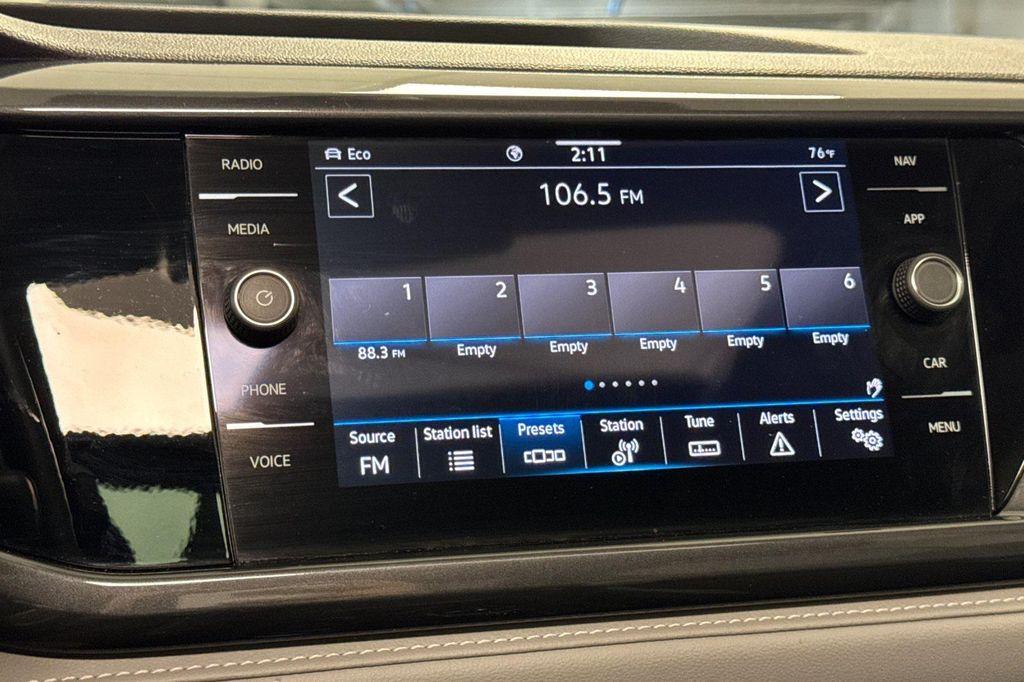 RADIO
MEDIA
PHONE
VOICE
Eco
2:11
76°F
106.5 FM
1
2
3
4
5
6
88.3 FM
Empty
Empty
Empty
Empty
Empty
Source
FM
Station list
Presets
Station
Tune
Alerts
Settings
NAV
APP
CAR
MENU